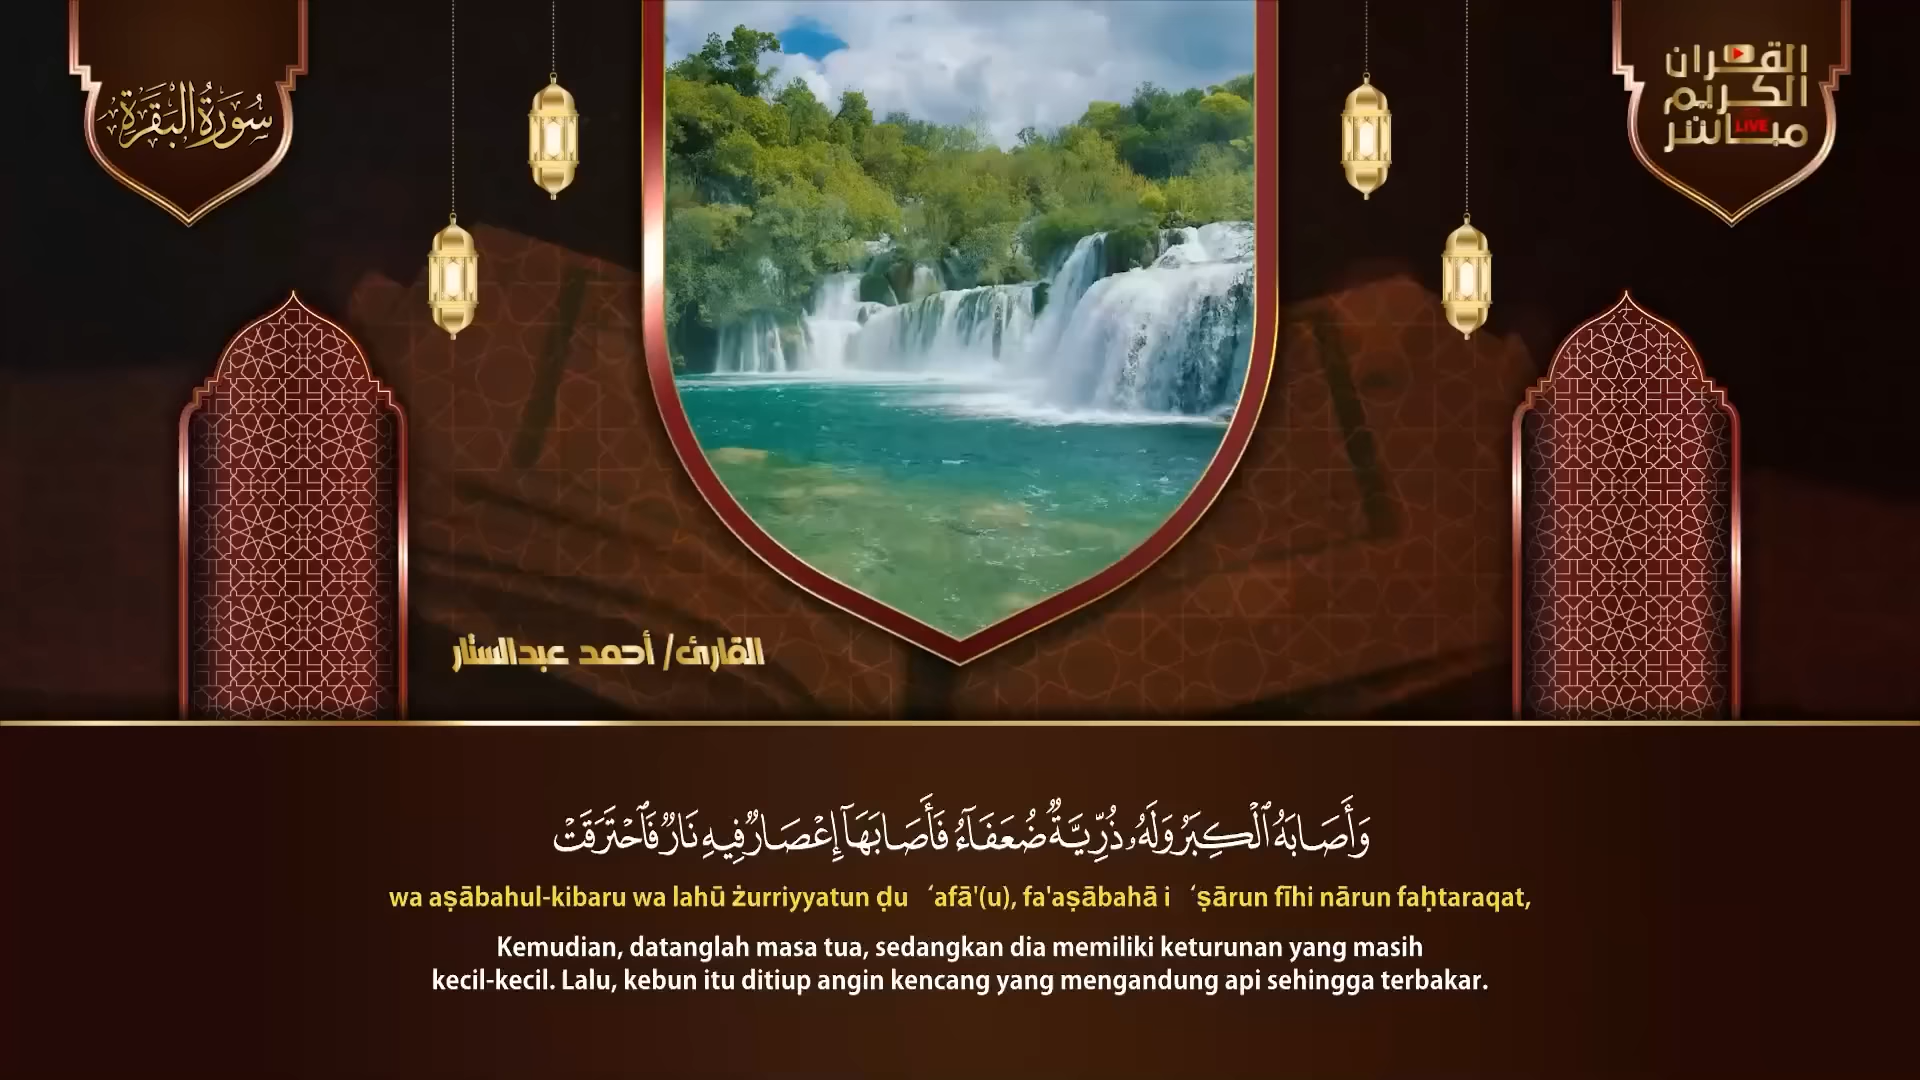 سُورَةُ البَقَرَةِ
القرآن
الكريم
مباشر
LIVE
القارئ/ أحمد عبدالستار
وَأَصَابَهُ ٱلْكِبَرُ وَلَهُۥ ذُرِّيَّةٌ ضُعَفَآءُ فَأَصَابَهَآ إِعْصَارٌ فِيهِ نَارٌ فَٱحْتَرَقَتْ
wa aṣābahul-kibaru wa lahū żurriyyatun ḍu‘afā'(u), fa'aṣābahā i‘ṣārun fīhi nārun faḥtaraqat,
Kemudian, datanglah masa tua, sedangkan dia memiliki keturunan yang masih
kecil-kecil. Lalu, kebun itu ditiup angin kencang yang mengandung api sehingga terbakar.